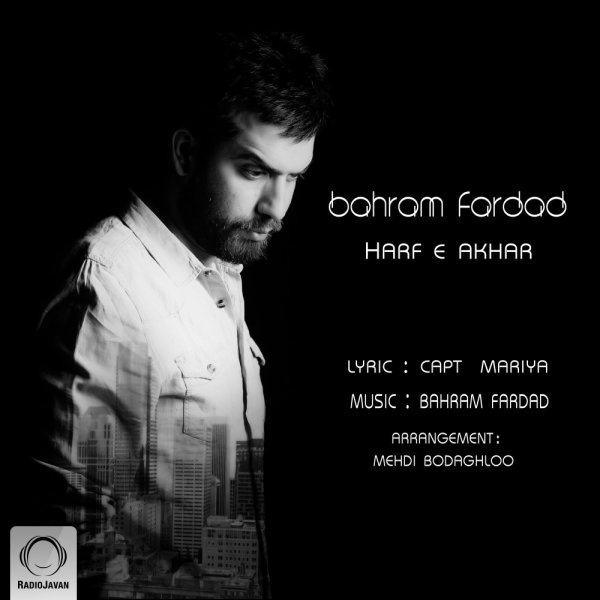 bahram fardad
HARF E AKHAR
LYRIC : CAPT MARIYA
MUSIC : BAHRAM FARDAD
ARRANGEMENT :
MEHDI BODAGHLOO
RADIOJAVAN